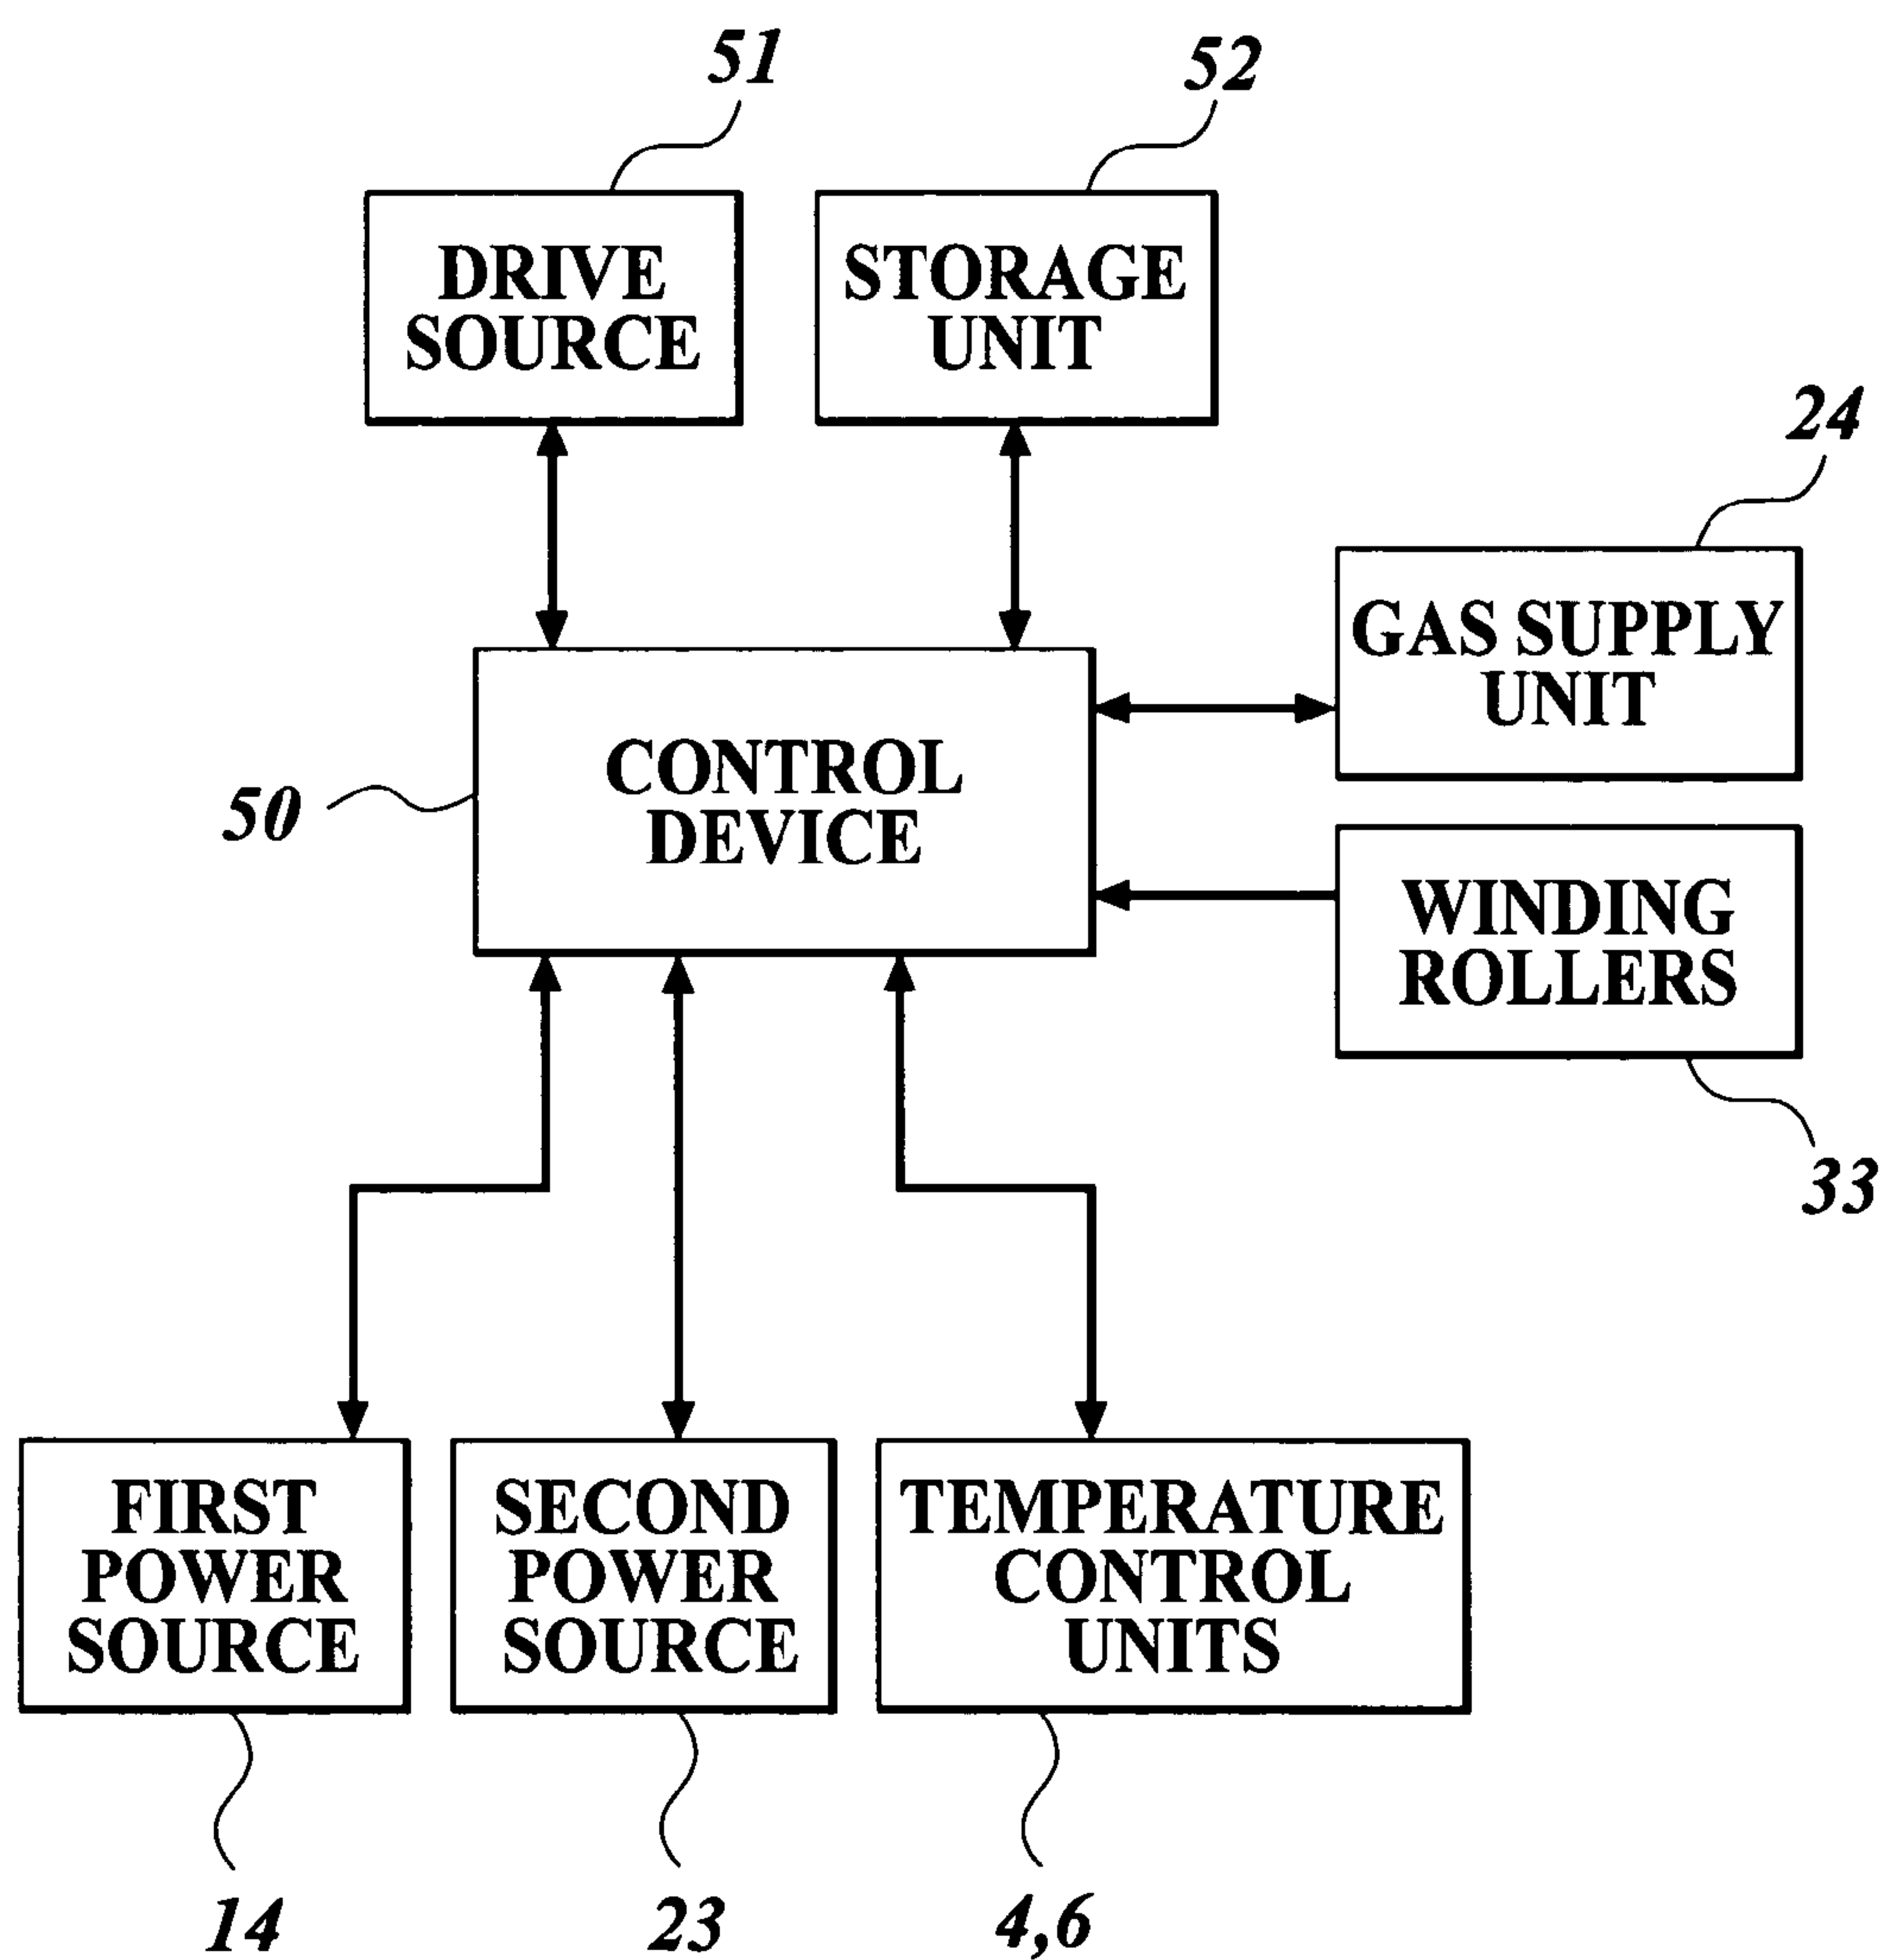 51
52
DRIVE
SOURCE
STORAGE
UNIT
24
GAS SUPPLY
UNIT
CONTROL
DEVICE
50
WINDING
ROLLERS
33
FIRST
POWER
SOURCE
SECOND
POWER
SOURCE
TEMPERATURE
CONTROL
UNITS
14
23
4,6